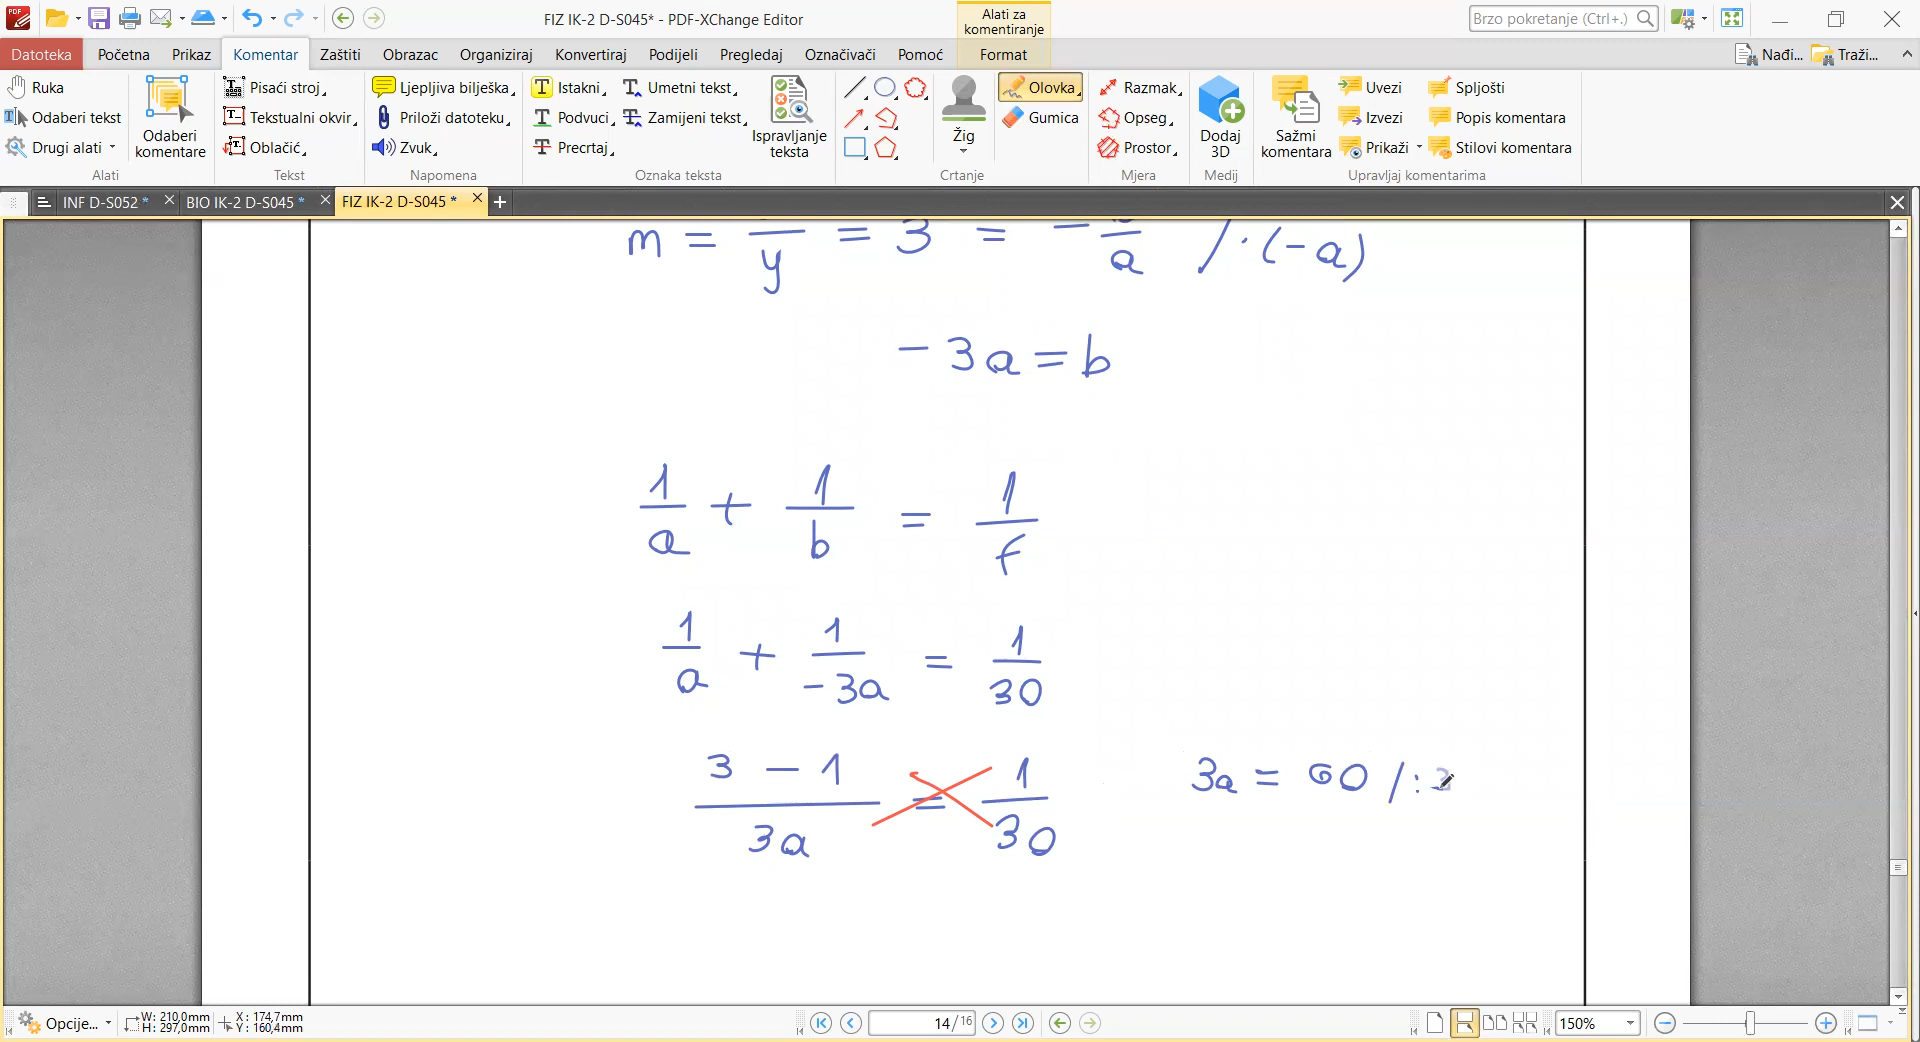 FIZ IK-2 D-S045* - PDF-XChange Editor
Alati za komentiranje
Brzo pokretanje (Ctrl+.)
Datoteka Početna Prikaz Komentar Zaštiti Obrazac Organiziraj Konvertiraj Podijeli Pregledaj Označivači Pomoć Format Nađi... Traži...
Ruka
Odaberi tekst
Drugi alati
Alati
Odaberi komentare
Pisaći stroj
Tekstualni okvir
Oblačić
Tekst
Ljepljiva bilješka
Priloži datoteku
Zvuk
Napomena
Istakni
Podvuci
Precrtaj
Umetni tekst
Zamijeni tekst
Ispravljanje teksta
Oznaka teksta
Žig
Olovka
Gumica
Crtanje
Razmak
Opseg
Prostor
Mjera
Dodaj 3D
Medij
Sažmi komentara
Uvezi
Izvezi
Prikaži
Spljošti
Popis komentara
Stilovi komentara
Upravljaj komentarima
INF D-S052 * BIO IK-2 D-S045 * FIZ IK-2 D-S045 *
m = /y = 3 = - /a / · (-a)
-3a = b
1/a + 1/b = 1/f
1/a + 1/-3a = 1/30
3 - 1/3a = 1/30 3a = 60 /:3
Opcije... W: 210,0mm H: 297,0mm X: 174,7mm Y: 160,4mm 14 / 16 150%